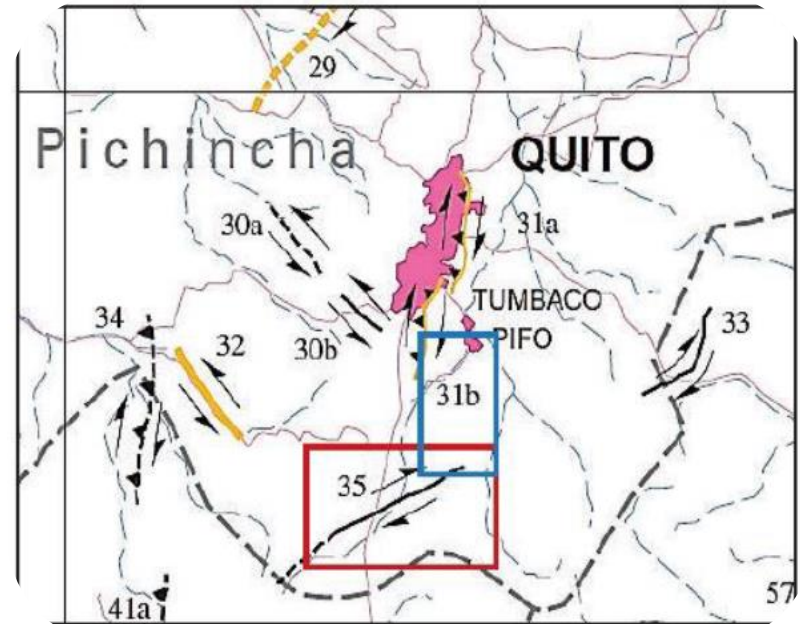 29
Pichincha
QUITO
30a
31a
TUMBACO
34
32
30b
PIFO
33
31b
35
41a
57